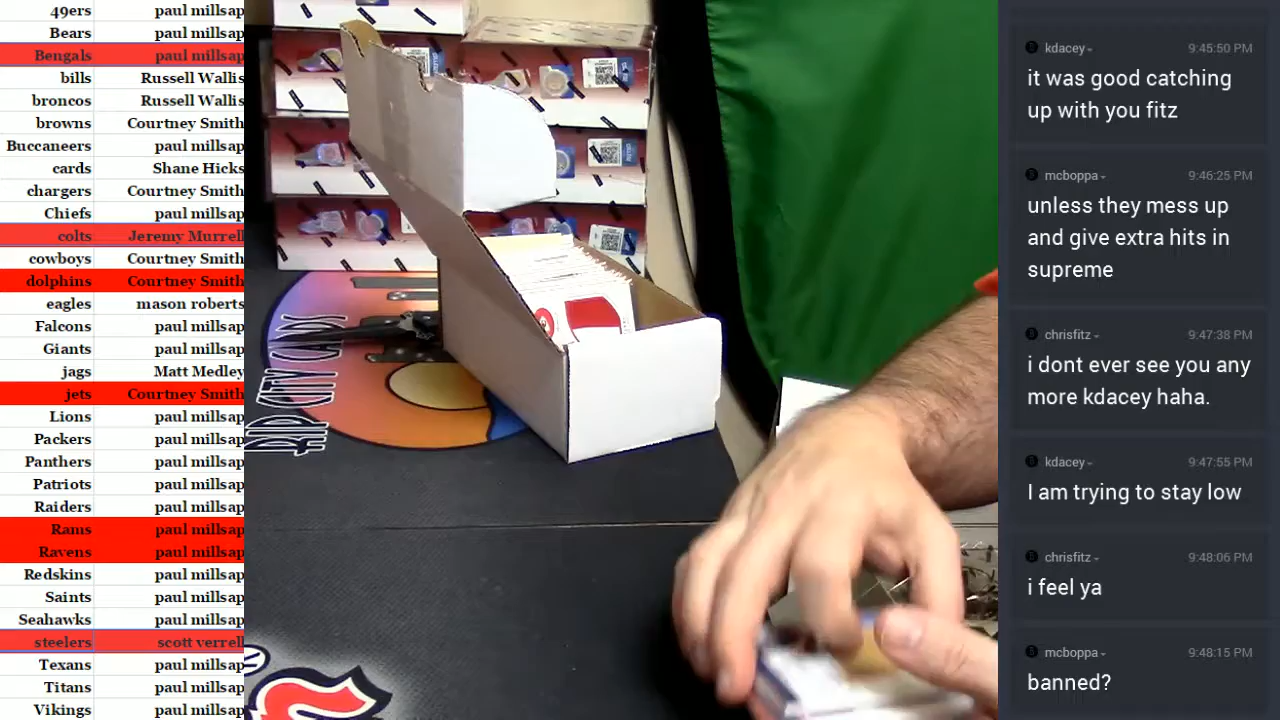 49ers paul millsap
Bears paul millsap
Bengals paul millsap
bills Russell Wallis
broncos Russell Wallis
browns Courtney Smith
Buccaneers paul millsap
cards Shane Hicks
chargers Courtney Smith
Chiefs paul millsap
colts Jeremy Murrell
cowboys Courtney Smith
dolphins Courtney Smith
eagles mason roberts
Falcons paul millsap
Giants paul millsap
jags Matt Medley
jets Courtney Smith
Lions paul millsap
Packers paul millsap
Panthers paul millsap
Patriots paul millsap
Raiders paul millsap
Rams paul millsap
Ravens paul millsap
Redskins paul millsap
Saints paul millsap
Seahawks paul millsap
steelers scott verrell
Texans paul millsap
Titans paul millsap
Vikings paul millsap
RIP CITY CARDS
kdacey 9:45:50 PM
it was good catching
up with you fitz
mcboppa 9:46:25 PM
unless they mess up
and give extra hits in
supreme
chrisfitz 9:47:38 PM
i dont ever see you any
more kdacey haha.
kdacey 9:47:55 PM
I am trying to stay low
chrisfitz 9:48:06 PM
i feel ya
mcboppa 9:48:15 PM
banned?